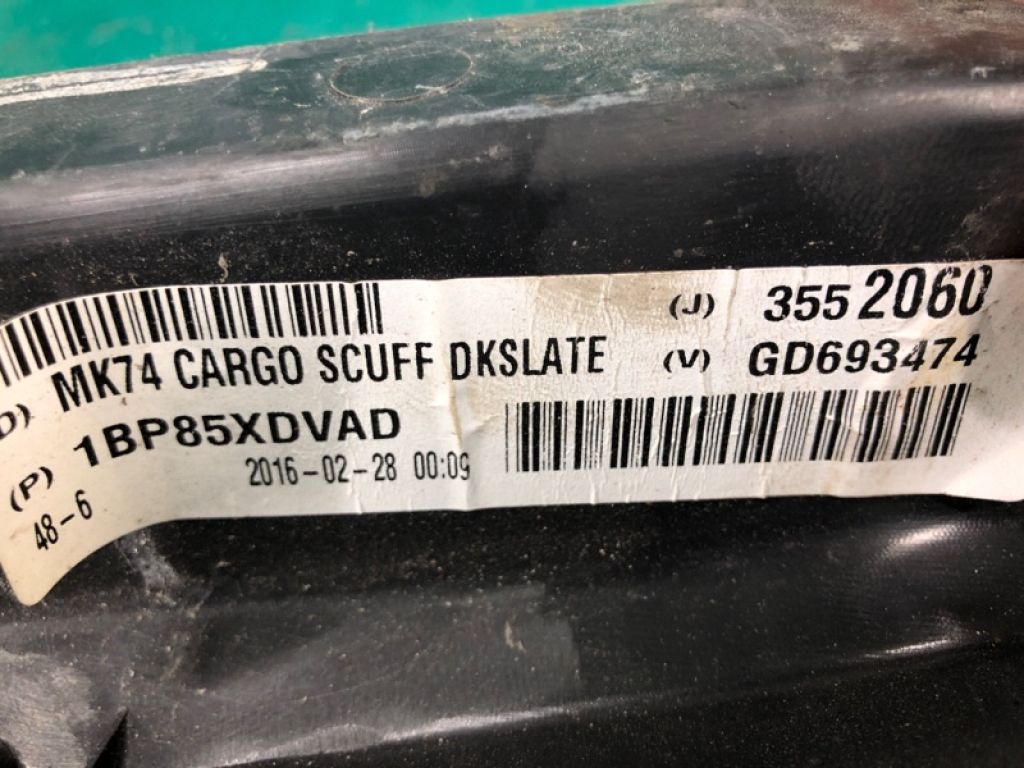 (J) 3552060
D) MK74 CARGO SCUFF DKSLATE (V) GD693474
(P) 1BP85XDVAD
48-6 2016-02-28 00:09